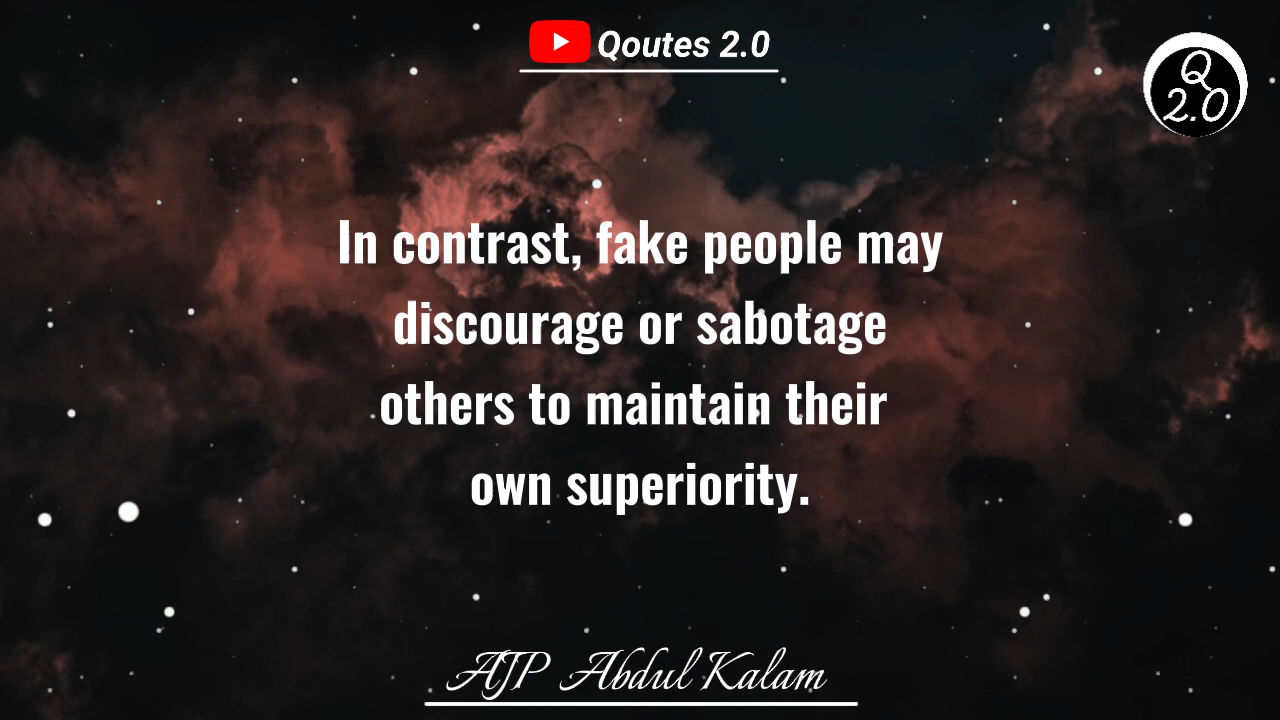 Qoutes 2.0
Q
2.0
In contrast, fake people may
discourage or sabotage
others to maintain their
own superiority.
AJP Abdul Kalam